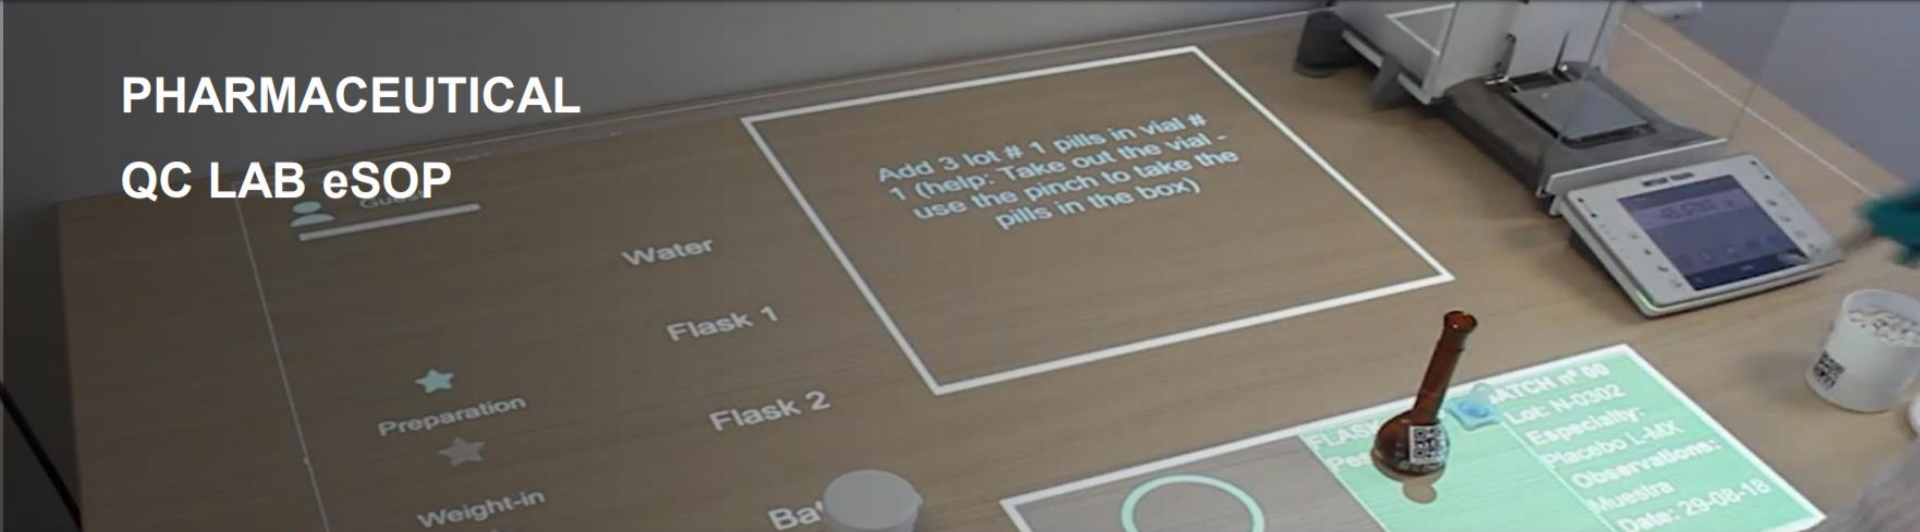 PHARMACEUTICAL
QC LAB eSOP
Add 3 lot # 1 pills in vial #
1 (help: Take out the vial -
use the pinch to take the
pills in the box)
Water
Flask 1
Flask 2
Preparation
Weight-in
BATCH nº 60
Lot: N-0302
Especialty:
Placebo L-MX
Observations:
Muestra
Date: 29-08-18